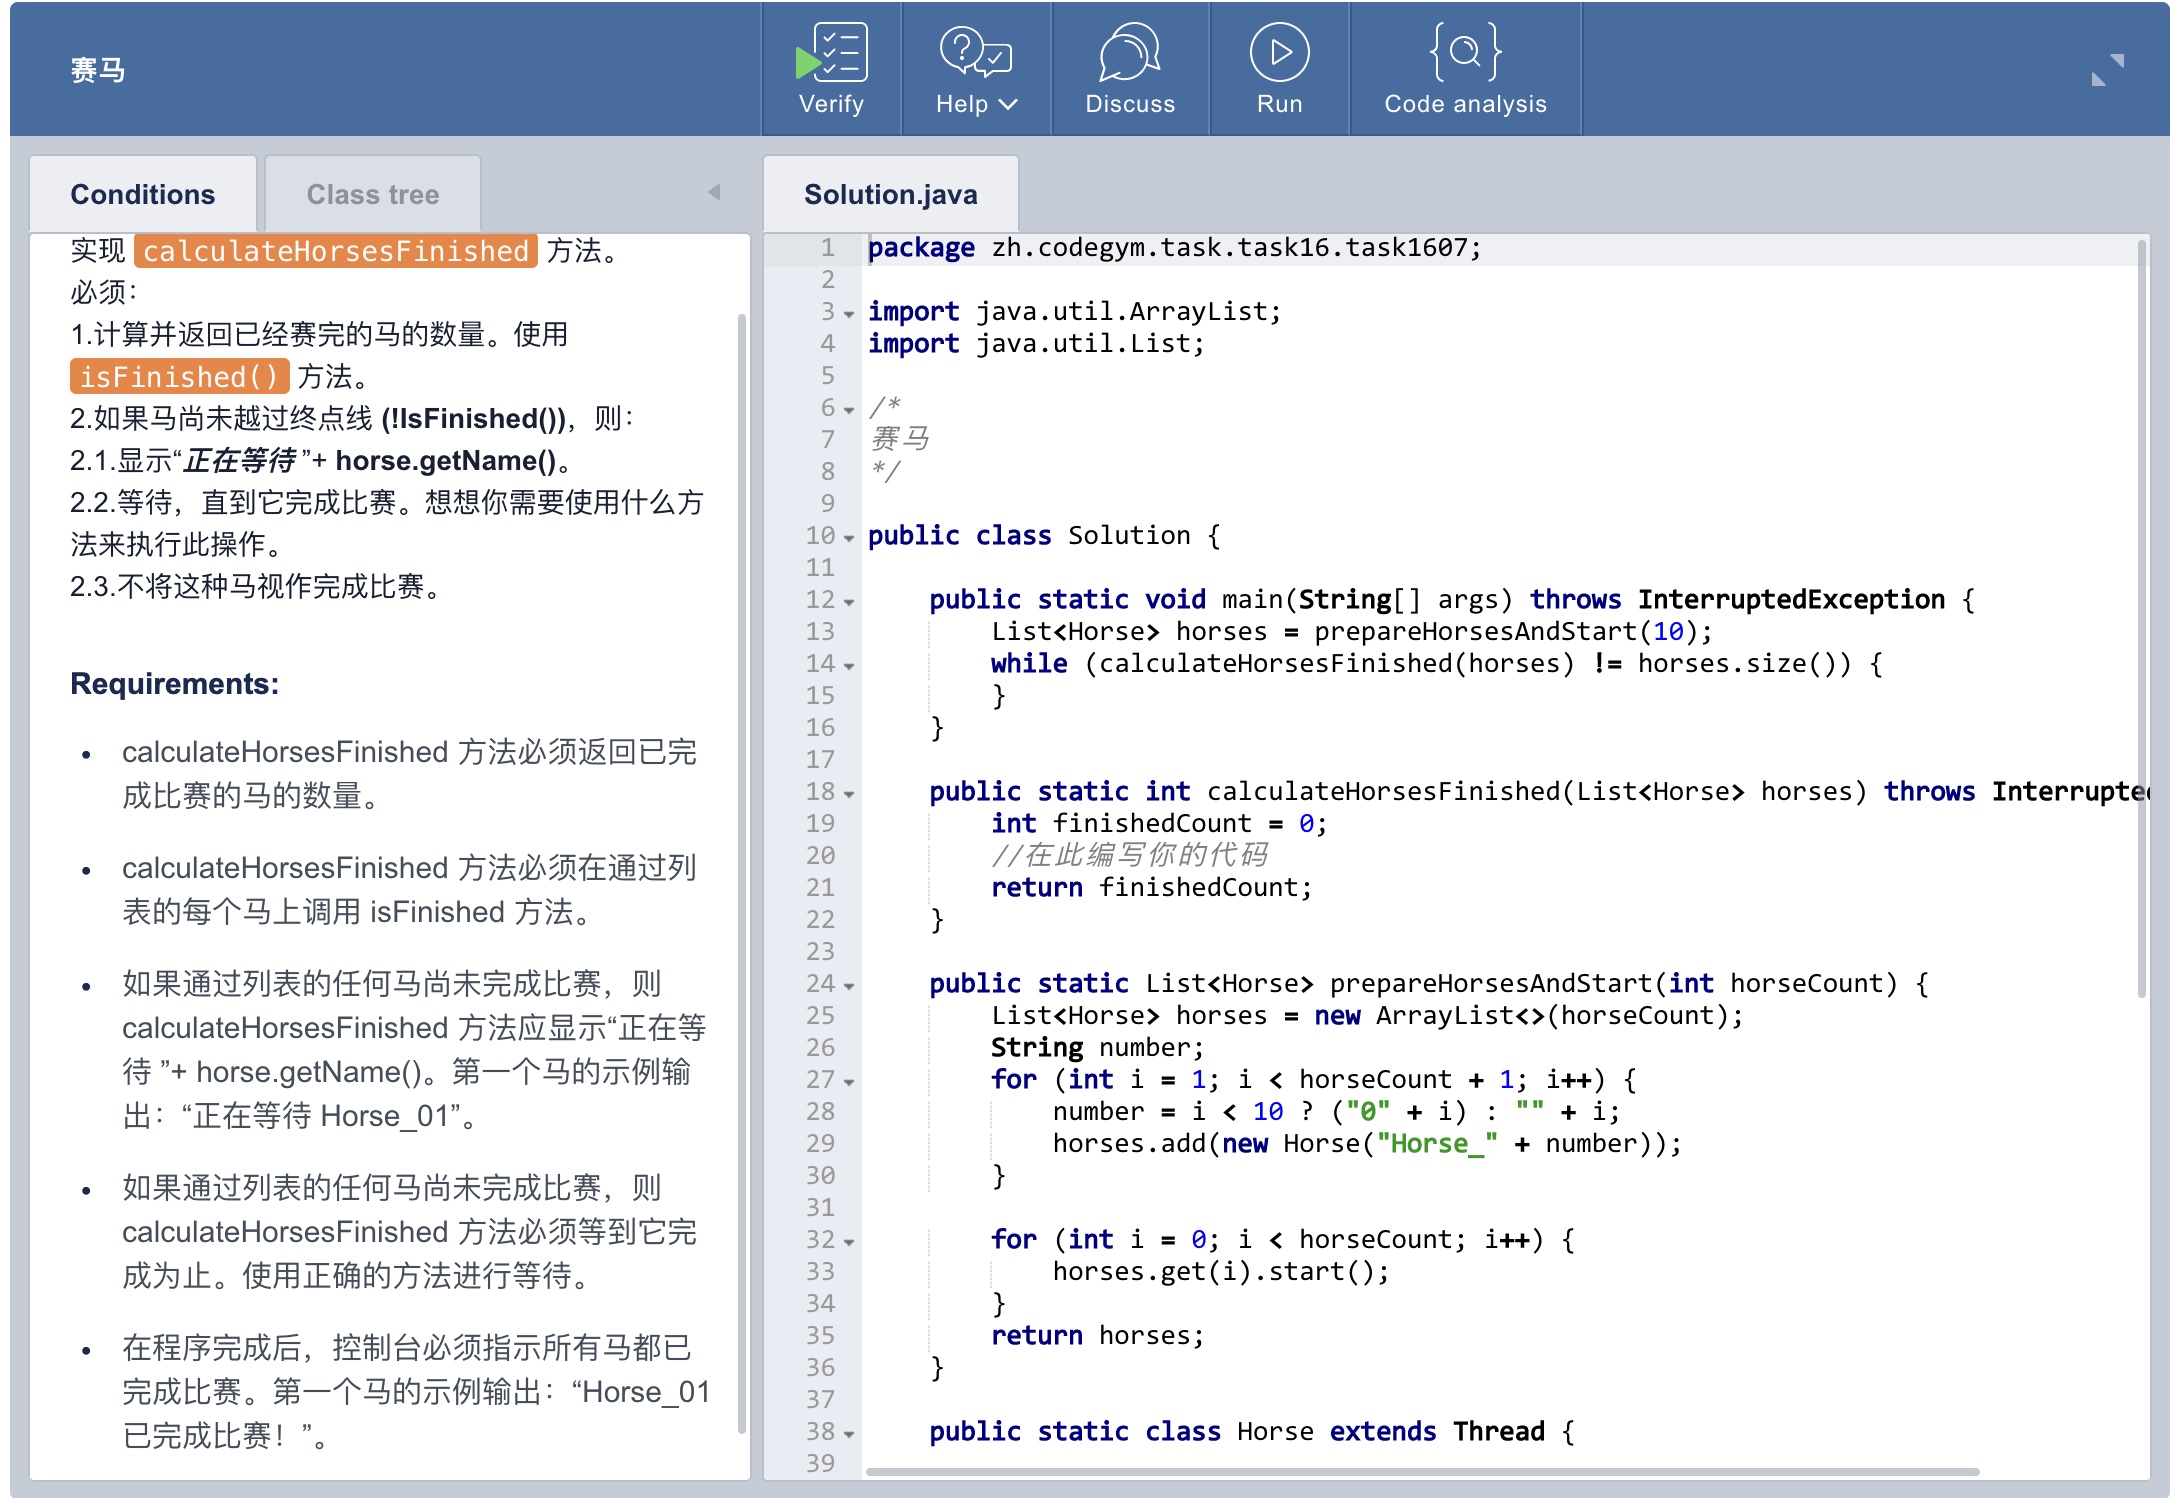 赛马
Verify
Help
Discuss
Run
Code analysis
Conditions
Class tree
Solution.java
实现 calculateHorsesFinished 方法。
必须：
1.计算并返回已经赛完的马的数量。使用
isFinished() 方法。
2.如果马尚未越过终点线 (!IsFinished())，则：
2.1.显示“正在等待 ”+ horse.getName()。
2.2.等待，直到它完成比赛。想想你需要使用什么方
法来执行此操作。
2.3.不将这种马视作完成比赛。
Requirements:
• calculateHorsesFinished 方法必须返回已完
成比赛的马的数量。
• calculateHorsesFinished 方法必须在通过列
表的每个马上调用 isFinished 方法。
• 如果通过列表的任何马尚未完成比赛，则
calculateHorsesFinished 方法应显示“正在等
待 ”+ horse.getName()。第一个马的示例输
出：“正在等待 Horse_01”。
• 如果通过列表的任何马尚未完成比赛，则
calculateHorsesFinished 方法必须等到它完
成为止。使用正确的方法进行等待。
• 在程序完成后，控制台必须指示所有马都已
完成比赛。第一个马的示例输出：“Horse_01
已完成比赛！”。
1 package zh.codegym.task.task16.task1607;
2
3 import java.util.ArrayList;
4 import java.util.List;
5
6 /*
7 赛马
8 */
9
10 public class Solution {
11
12 public static void main(String[] args) throws InterruptedException {
13 List<Horse> horses = prepareHorsesAndStart(10);
14 while (calculateHorsesFinished(horses) != horses.size()) {
15 }
16 }
17
18 public static int calculateHorsesFinished(List<Horse> horses) throws Interrupted
19 int finishedCount = 0;
20 //在此编写你的代码
21 return finishedCount;
22 }
23
24 public static List<Horse> prepareHorsesAndStart(int horseCount) {
25 List<Horse> horses = new ArrayList<>(horseCount);
26 String number;
27 for (int i = 1; i < horseCount + 1; i++) {
28 number = i < 10 ? ("0" + i) : "" + i;
29 horses.add(new Horse("Horse_" + number));
30 }
31
32 for (int i = 0; i < horseCount; i++) {
33 horses.get(i).start();
34 }
35 return horses;
36 }
37
38 public static class Horse extends Thread {
39